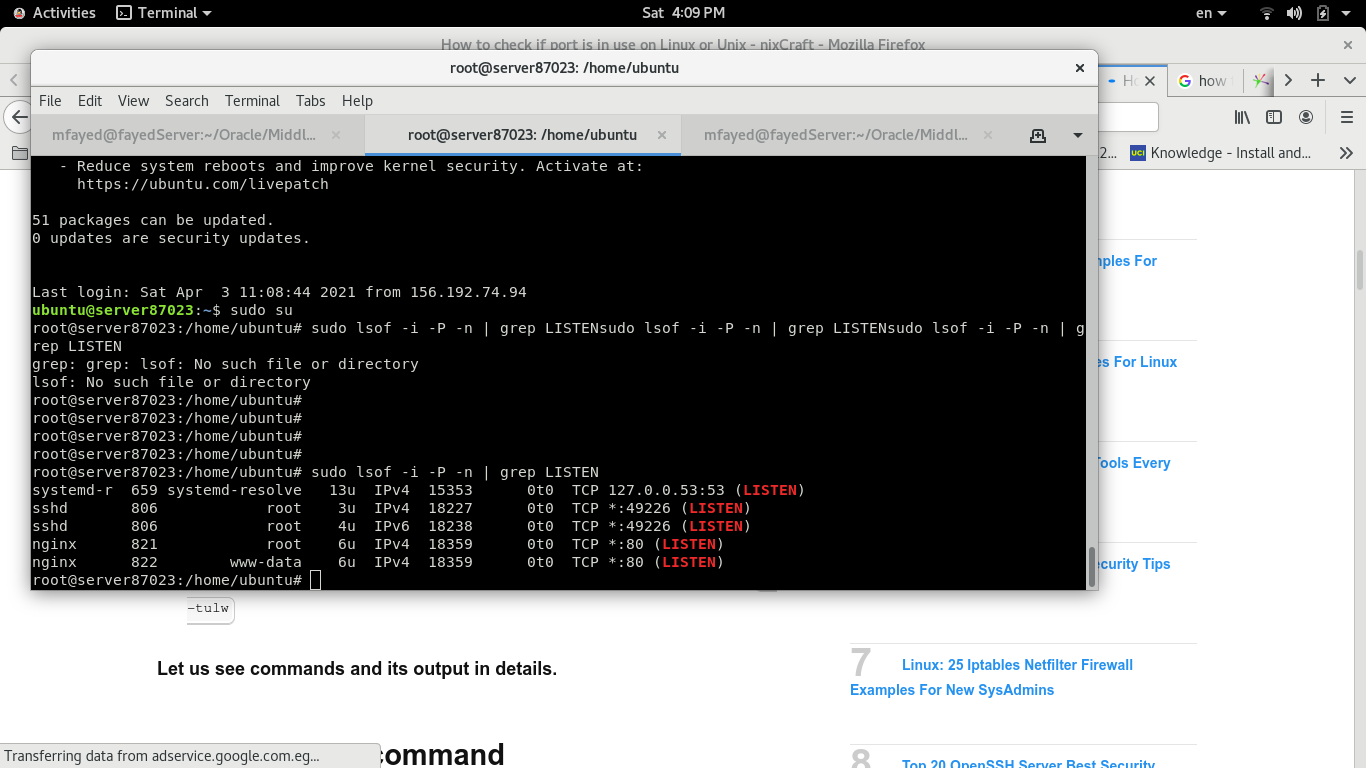 Activities
Terminal
Sat 4:09 PM
en
How to check if port is in use on Linux or Unix - nixCraft - Mozilla Firefox
root@server87023: /home/ubuntu
File Edit View Search Terminal Tabs Help
mfayed@fayedServer:~/Oracle/Middl...
root@server87023: /home/ubuntu
mfayed@fayedServer:~/Oracle/Middl...
how
2...
UCI Knowledge - Install and...
- Reduce system reboots and improve kernel security. Activate at:
https://ubuntu.com/livepatch
51 packages can be updated.
0 updates are security updates.
Last login: Sat Apr  3 11:08:44 2021 from 156.192.74.94
ubuntu@server87023:~$ sudo su
root@server87023:/home/ubuntu# sudo lsof -i -P -n | grep LISTENsudo lsof -i -P -n | grep LISTENsudo lsof -i -P -n | g
rep LISTEN
grep: grep: lsof: No such file or directory
lsof: No such file or directory
root@server87023:/home/ubuntu#
root@server87023:/home/ubuntu#
root@server87023:/home/ubuntu#
root@server87023:/home/ubuntu#
root@server87023:/home/ubuntu# sudo lsof -i -P -n | grep LISTEN
systemd-r  659 systemd-resolve   13u  IPv4  15353      0t0  TCP 127.0.0.53:53 (LISTEN)
sshd       806            root    3u  IPv4  18227      0t0  TCP *:49226 (LISTEN)
sshd       806            root    4u  IPv6  18238      0t0  TCP *:49226 (LISTEN)
nginx      821            root    6u  IPv4  18359      0t0  TCP *:80 (LISTEN)
nginx      822        www-data    6u  IPv4  18359      0t0  TCP *:80 (LISTEN)
root@server87023:/home/ubuntu#
For
For Linux
Tools Every
Tips
-tulw
Let us see commands and its output in details.
command
7 Linux: 25 Iptables Netfilter Firewall
Examples For New SysAdmins
8 Top 20 OpenSSH Server Best Security
Transferring data from adservice.google.com.eg...